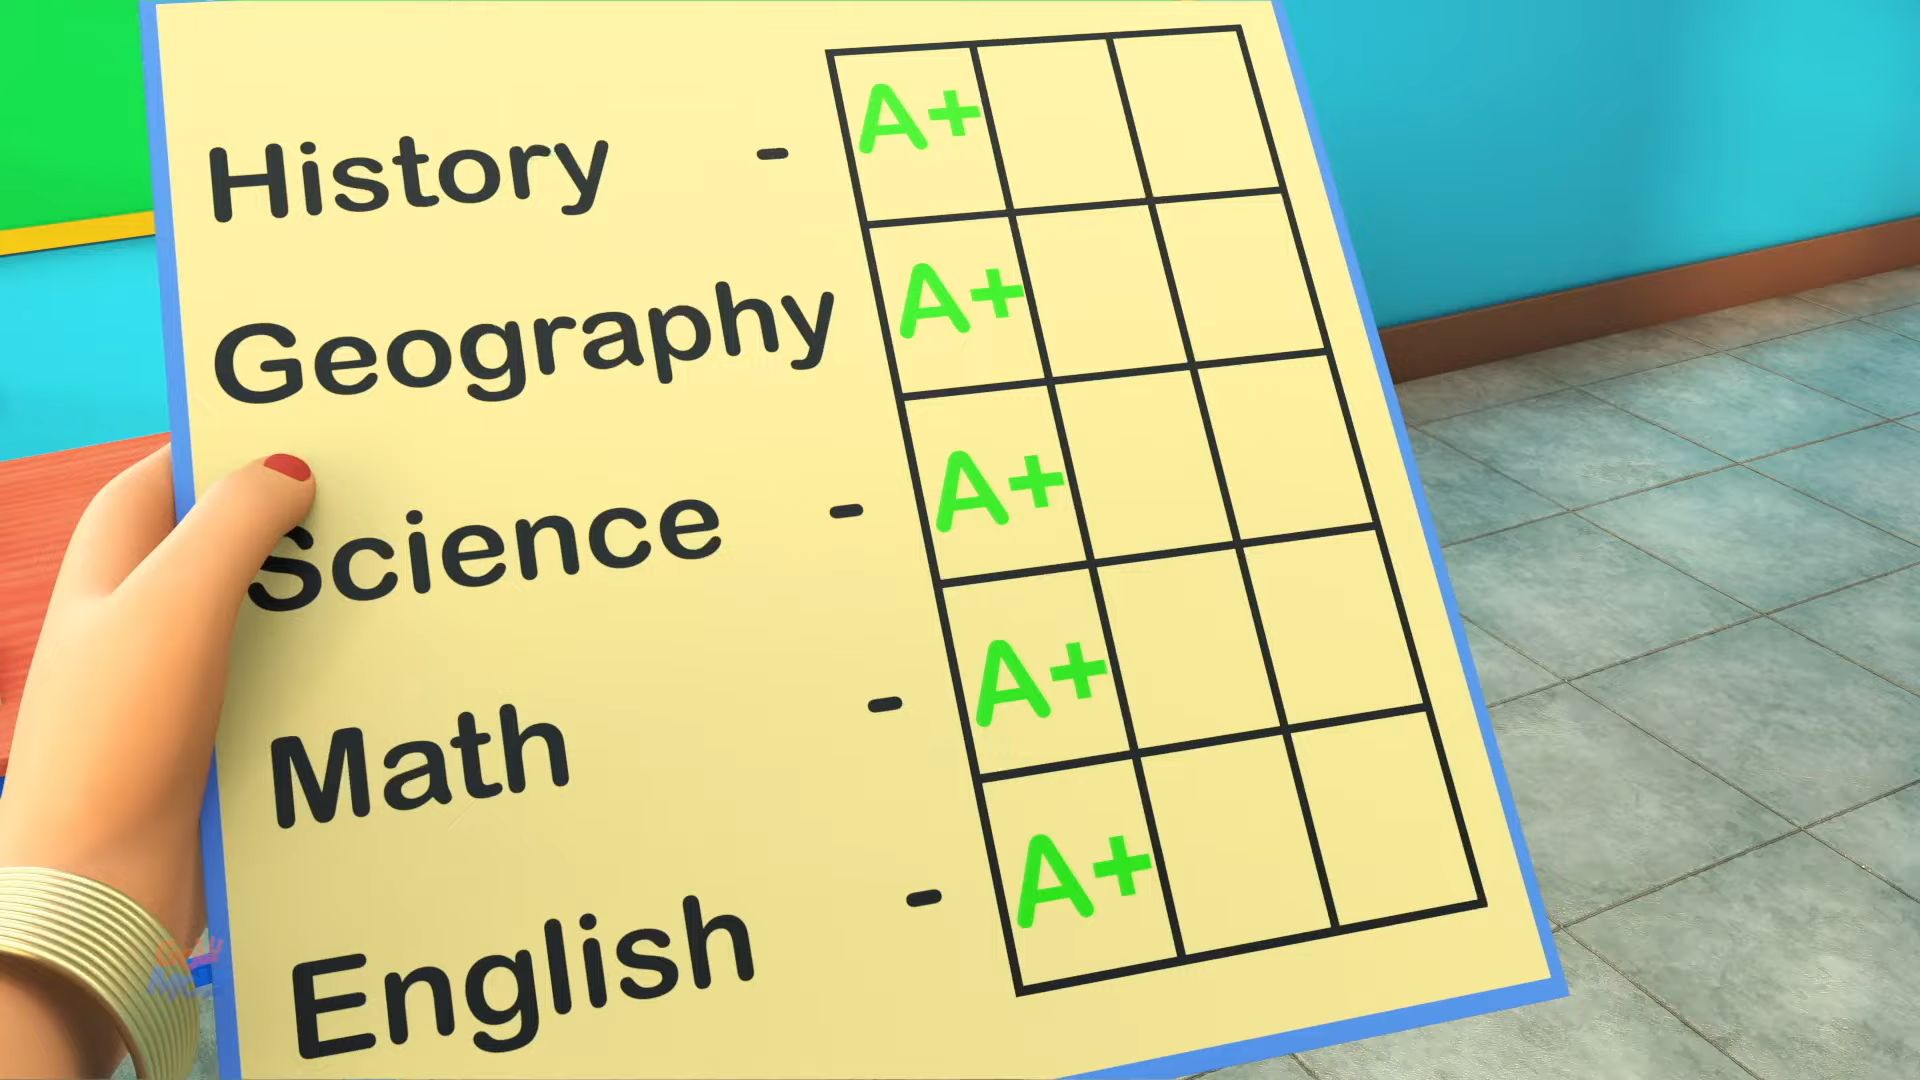 History - A+
Geography A+
Science - A+
Math - A+
English - A+